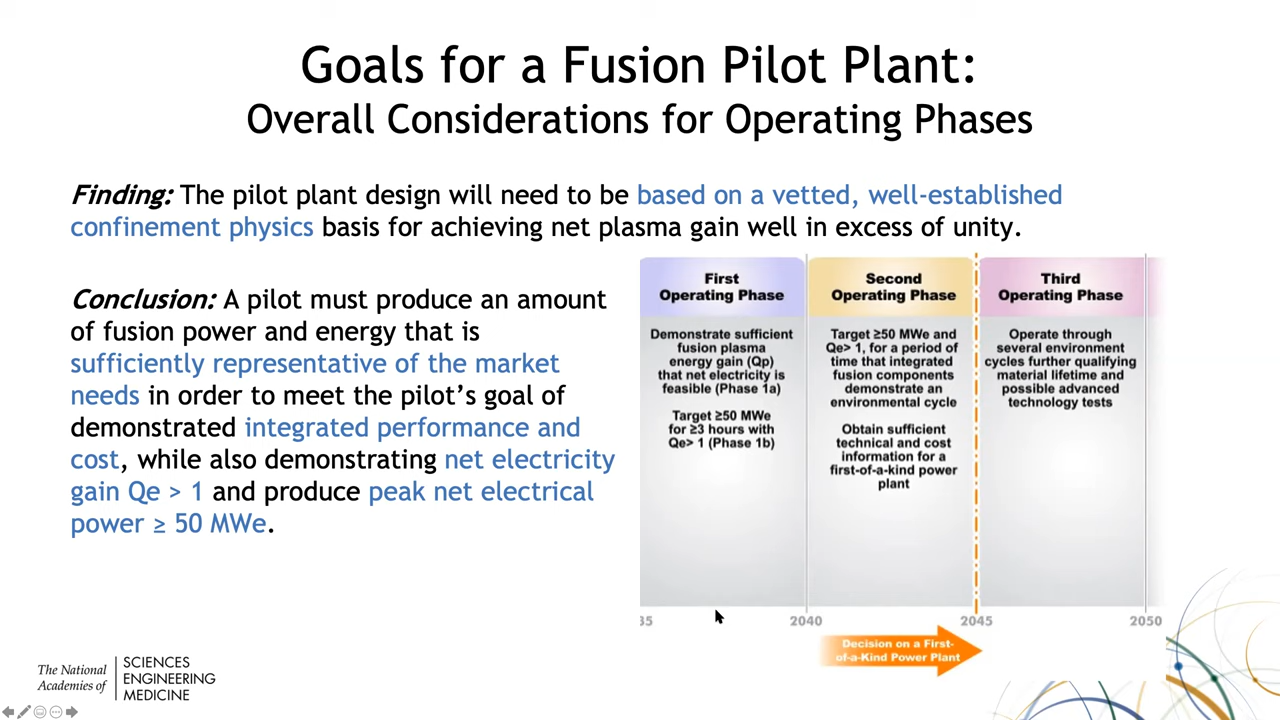 Goals for a Fusion Pilot Plant:
Overall Considerations for Operating Phases
Finding: The pilot plant design will need to be based on a vetted, well-established
confinement physics basis for achieving net plasma gain well in excess of unity.
Conclusion: A pilot must produce an amount
of fusion power and energy that is
sufficiently representative of the market
needs in order to meet the pilot’s goal of
demonstrated integrated performance and
cost, while also demonstrating net electricity
gain Qe > 1 and produce peak net electrical
power ≥ 50 MWe.
First
Operating Phase
Demonstrate sufficient
fusion plasma
energy gain (Qp)
that net electricity is
feasible (Phase 1a)
Target ≥50 MWe
for ≥3 hours with
Qe> 1 (Phase 1b)
Second
Operating Phase
Target ≥50 MWe and
Qe> 1, for a period of
time that integrated
fusion components
demonstrate an
environmental cycle
Obtain sufficient
technical and cost
information for a
first-of-a-kind power
plant
Third
Operating Phase
Operate through
several environment
cycles further qualifying
material lifetime and
possible advanced
technology tests
35 2040 2045 2050
Decision on a First-
of-a-Kind Power Plant
The National
Academies of
SCIENCES
ENGINEERING
MEDICINE